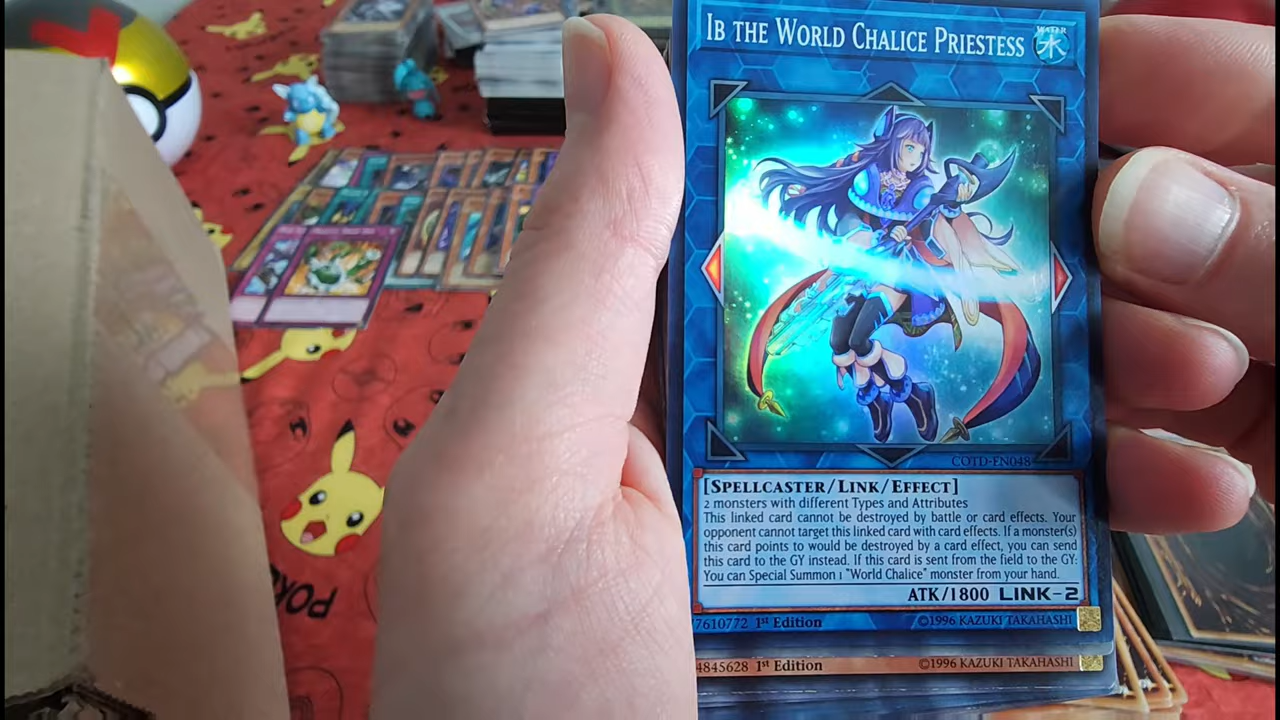 IB THE WORLD CHALICE PRIESTESS
WATER
水
COTD-EN048
[SPELLCASTER/LINK/EFFECT]
2 monsters with different Types and Attributes
This linked card cannot be destroyed by battle or card effects. Your
opponent cannot target this linked card with card effects. If a monster(s)
this card points to would be destroyed by a card effect, you can send
this card to the GY instead. If this card is sent from the field to the GY:
You can Special Summon 1 "World Chalice" monster from your hand.
ATK/1800 LINK-2
7610772 1st Edition ©1996 KAZUKI TAKAHASHI
4845628 1st Edition ©1996 KAZUKI TAKAHASHI
POK